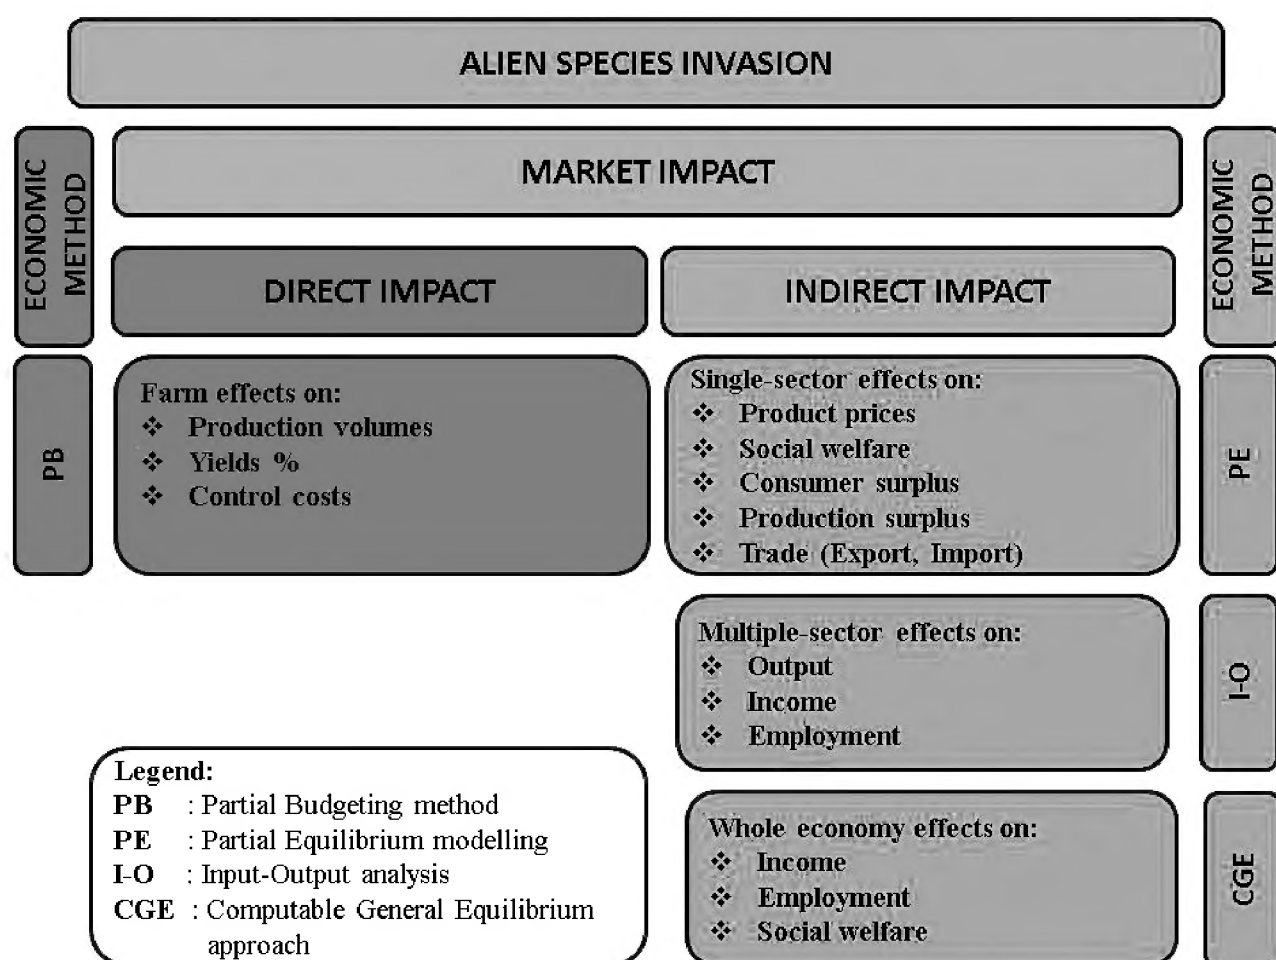 ALIEN SPECIES INVASION
ECONOMIC
METHOD
MARKET IMPACT
ECONOMIC
METHOD
DIRECT IMPACT
INDIRECT IMPACT
PB
Farm effects on:
❖ Production volumes
❖ Yields %
❖ Control costs
Single-sector effects on:
❖ Product prices
❖ Social welfare
❖ Consumer surplus
❖ Production surplus
❖ Trade (Export, Import)
PE
Multiple-sector effects on:
❖ Output
❖ Income
❖ Employment
I-O
Legend:
PB : Partial Budgeting method
PE : Partial Equilibrium modelling
I-O : Input-Output analysis
CGE : Computable General Equilibrium
approach
Whole economy effects on:
❖ Income
❖ Employment
❖ Social welfare
CGE